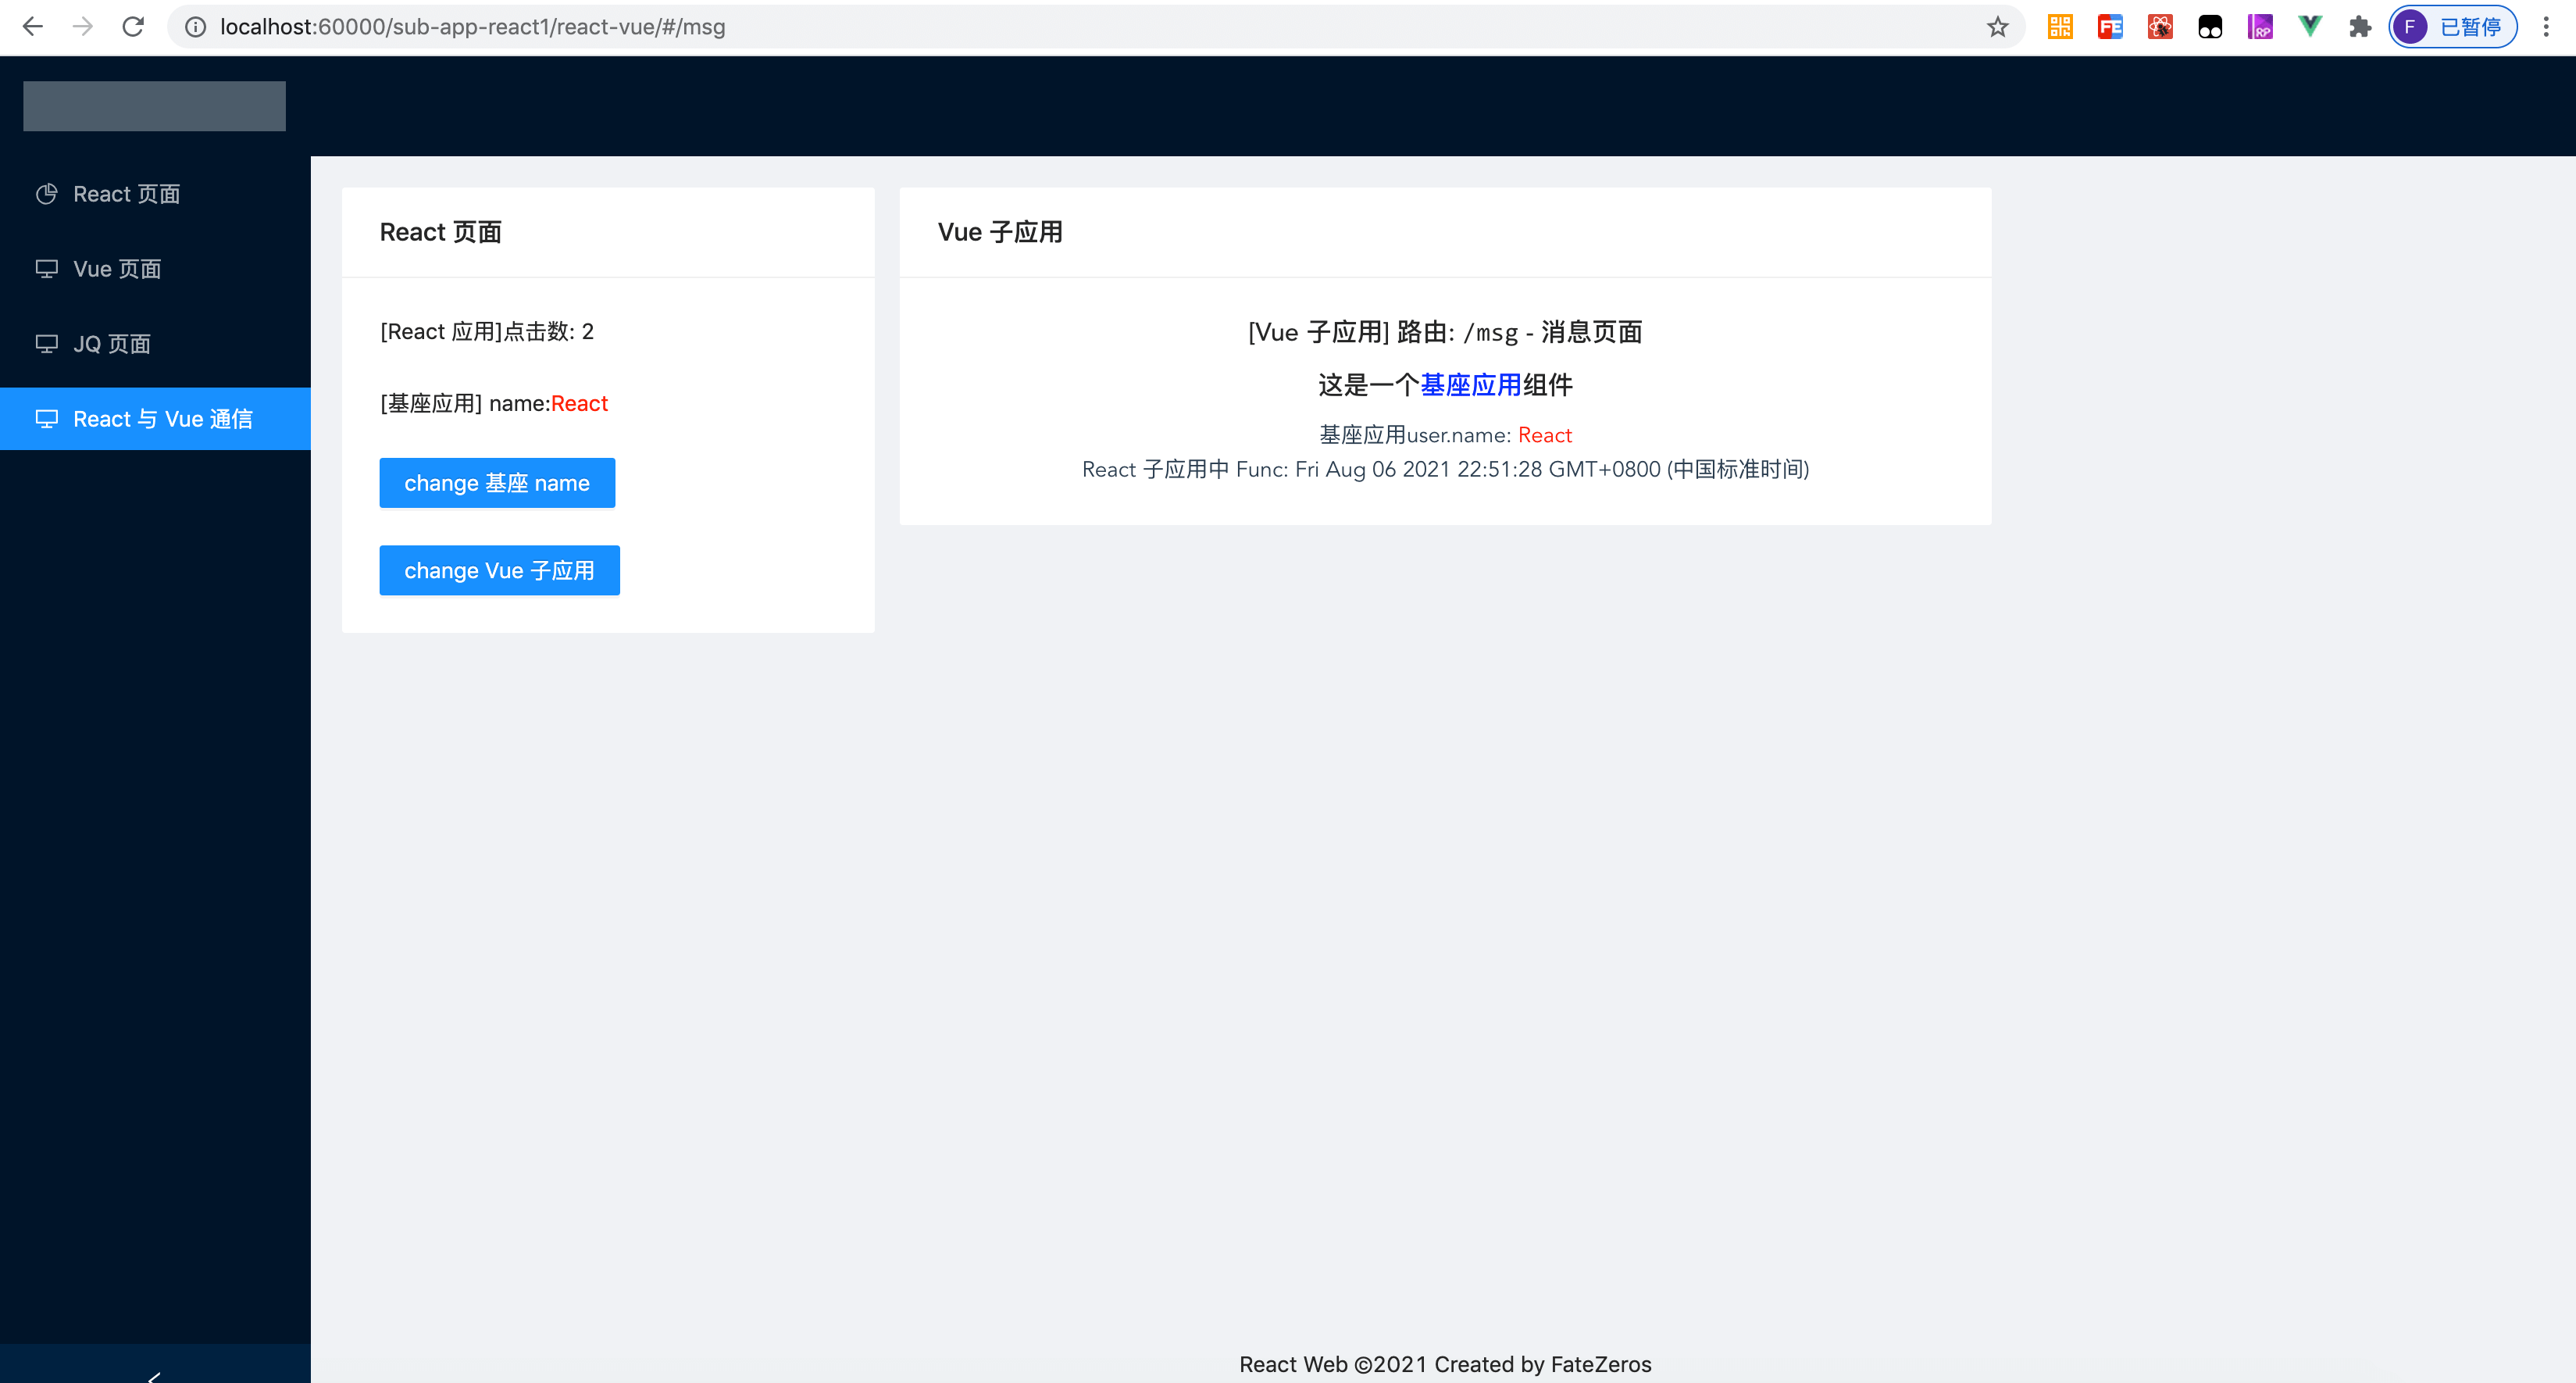 localhost:60000/sub-app-react1/react-vue/#/msg
FE
RP
F 已暂停
React 页面
Vue 页面
JQ 页面
React 与 Vue 通信
React 页面
[React 应用]点击数: 2
[基座应用] name:React
change 基座 name
change Vue 子应用
Vue 子应用
[Vue 子应用] 路由: /msg - 消息页面
这是一个基座应用组件
基座应用user.name: React
React 子应用中 Func: Fri Aug 06 2021 22:51:28 GMT+0800 (中国标准时间)
React Web ©2021 Created by FateZeros